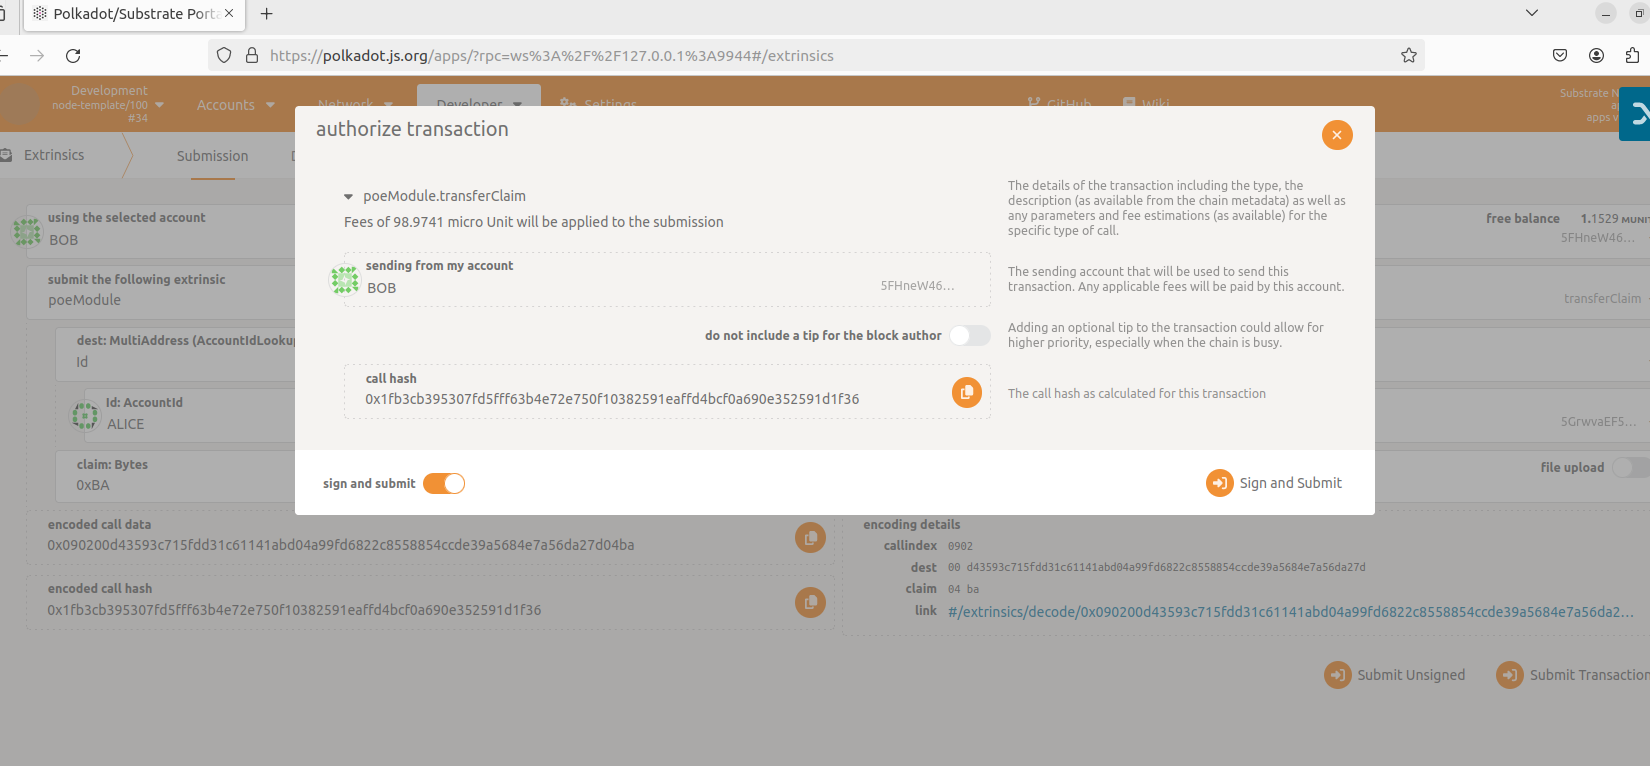 Polkadot/Substrate Porta
https://polkadot.js.org/apps/?rpc=ws%3A%2F%2F127.0.0.1%3A9944#/extrinsics
Development
node-template/100
#34
Accounts
Network
Developer
Settings
GitHub
Wiki
Substrate N
ap
apps v
Extrinsics
Submission
authorize transaction
poeModule.transferClaim
Fees of 98.9741 micro Unit will be applied to the submission
The details of the transaction including the type, the
description (as available from the chain metadata) as well as
any parameters and fee estimations (as available) for the
specific type of call.
sending from my account
BOB
5FHneW46...
The sending account that will be used to send this
transaction. Any applicable fees will be paid by this account.
do not include a tip for the block author
Adding an optional tip to the transaction could allow for
higher priority, especially when the chain is busy.
call hash
0x1fb3cb395307fd5fff63b4e72e750f10382591eaffd4bcf0a690e352591d1f36
The call hash as calculated for this transaction
sign and submit
Sign and Submit
using the selected account
BOB
free balance 1.1529 MUNI
5FHneW46...
submit the following extrinsic
poeModule
transferClaim
dest: MultiAddress (AccountIdLookup
Id
Id: AccountId
ALICE
5GrwvaEF5...
claim: Bytes
0xBA
file upload
encoded call data
0x090200d43593c715fdd31c61141abd04a99fd6822c8558854ccde39a5684e7a56da27d04ba
encoded call hash
0x1fb3cb395307fd5fff63b4e72e750f10382591eaffd4bcf0a690e352591d1f36
encoding details
callindex 0902
dest 00 d43593c715fdd31c61141abd04a99fd6822c8558854ccde39a5684e7a56da27d
claim 04 ba
link #/extrinsics/decode/0x090200d43593c715fdd31c61141abd04a99fd6822c8558854ccde39a5684e7a56da2...
Submit Unsigned
Submit Transaction